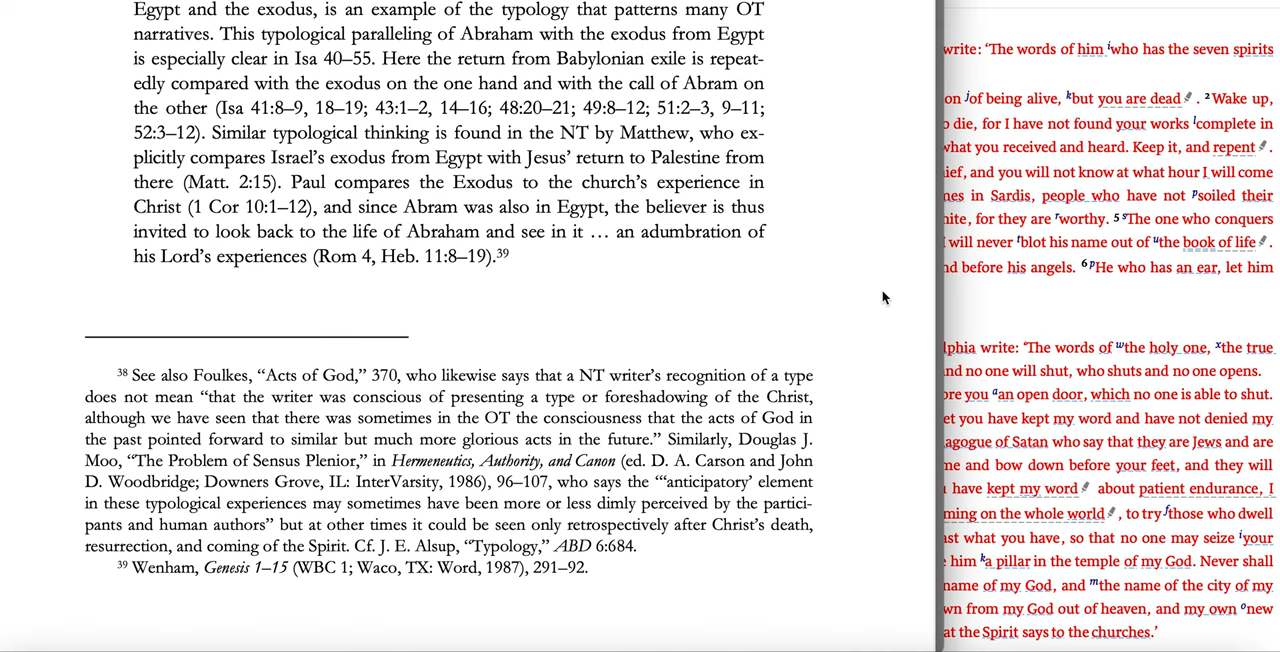 Egypt and the exodus, is an example of the typology that patterns many OT
narratives. This typological paralleling of Abraham with the exodus from Egypt
is especially clear in Isa 40–55. Here the return from Babylonian exile is repeat-
edly compared with the exodus on the one hand and with the call of Abram on
the other (Isa 41:8–9, 18–19; 43:1–2, 14–16; 48:20–21; 49:8–12; 51:2–3, 9–11;
52:3–12). Similar typological thinking is found in the NT by Matthew, who ex-
plicitly compares Israel’s exodus from Egypt with Jesus’ return to Palestine from
there (Matt. 2:15). Paul compares the Exodus to the church’s experience in
Christ (1 Cor 10:1–12), and since Abram was also in Egypt, the believer is thus
invited to look back to the life of Abraham and see in it … an adumbration of
his Lord’s experiences (Rom 4, Heb. 11:8–19).39
38 See also Foulkes, “Acts of God,” 370, who likewise says that a NT writer’s recognition of a type
does not mean “that the writer was conscious of presenting a type or foreshadowing of the Christ,
although we have seen that there was sometimes in the OT the consciousness that the acts of God in
the past pointed forward to similar but much more glorious acts in the future.” Similarly, Douglas J.
Moo, “The Problem of Sensus Plenior,” in Hermeneutics, Authority, and Canon (ed. D. A. Carson and John
D. Woodbridge; Downers Grove, IL: InterVarsity, 1986), 96–107, who says the “‘anticipatory’ element
in these typological experiences may sometimes have been more or less dimly perceived by the partici-
pants and human authors” but at other times it could be seen only retrospectively after Christ’s death,
resurrection, and coming of the Spirit. Cf. J. E. Alsup, “Typology,” ABD 6:684.
39 Wenham, Genesis 1–15 (WBC 1; Waco, TX: Word, 1987), 291–92.
write: ‘The words of him i who has the seven spirits
on j of being alive, k but you are dead. 2 Wake up,
o die, for I have not found your works l complete in
what you received and heard. Keep it, and repent.
ief, and you will not know at what hour I will come
nes in Sardis, people who have not p soiled their
hite, for they are r worthy. 5 s The one who conquers
I will never t blot his name out of u the book of life.
nd before his angels. 6 p He who has an ear, let him
lphia write: ‘The words of w the holy one, x the true
nd no one will shut, who shuts and no one opens.
ore you a an open door, which no one is able to shut.
et you have kept my word and have not denied my
agogue of Satan who say that they are Jews and are
me and bow down before your feet, and they will
have kept my word about patient endurance, I
ming on the whole world, to try f those who dwell
ast what you have, so that no one may seize i your
him k a pillar in the temple of my God. Never shall
name of my God, and m the name of the city of my
wn from my God out of heaven, and my own o new
at the Spirit says to the churches.’